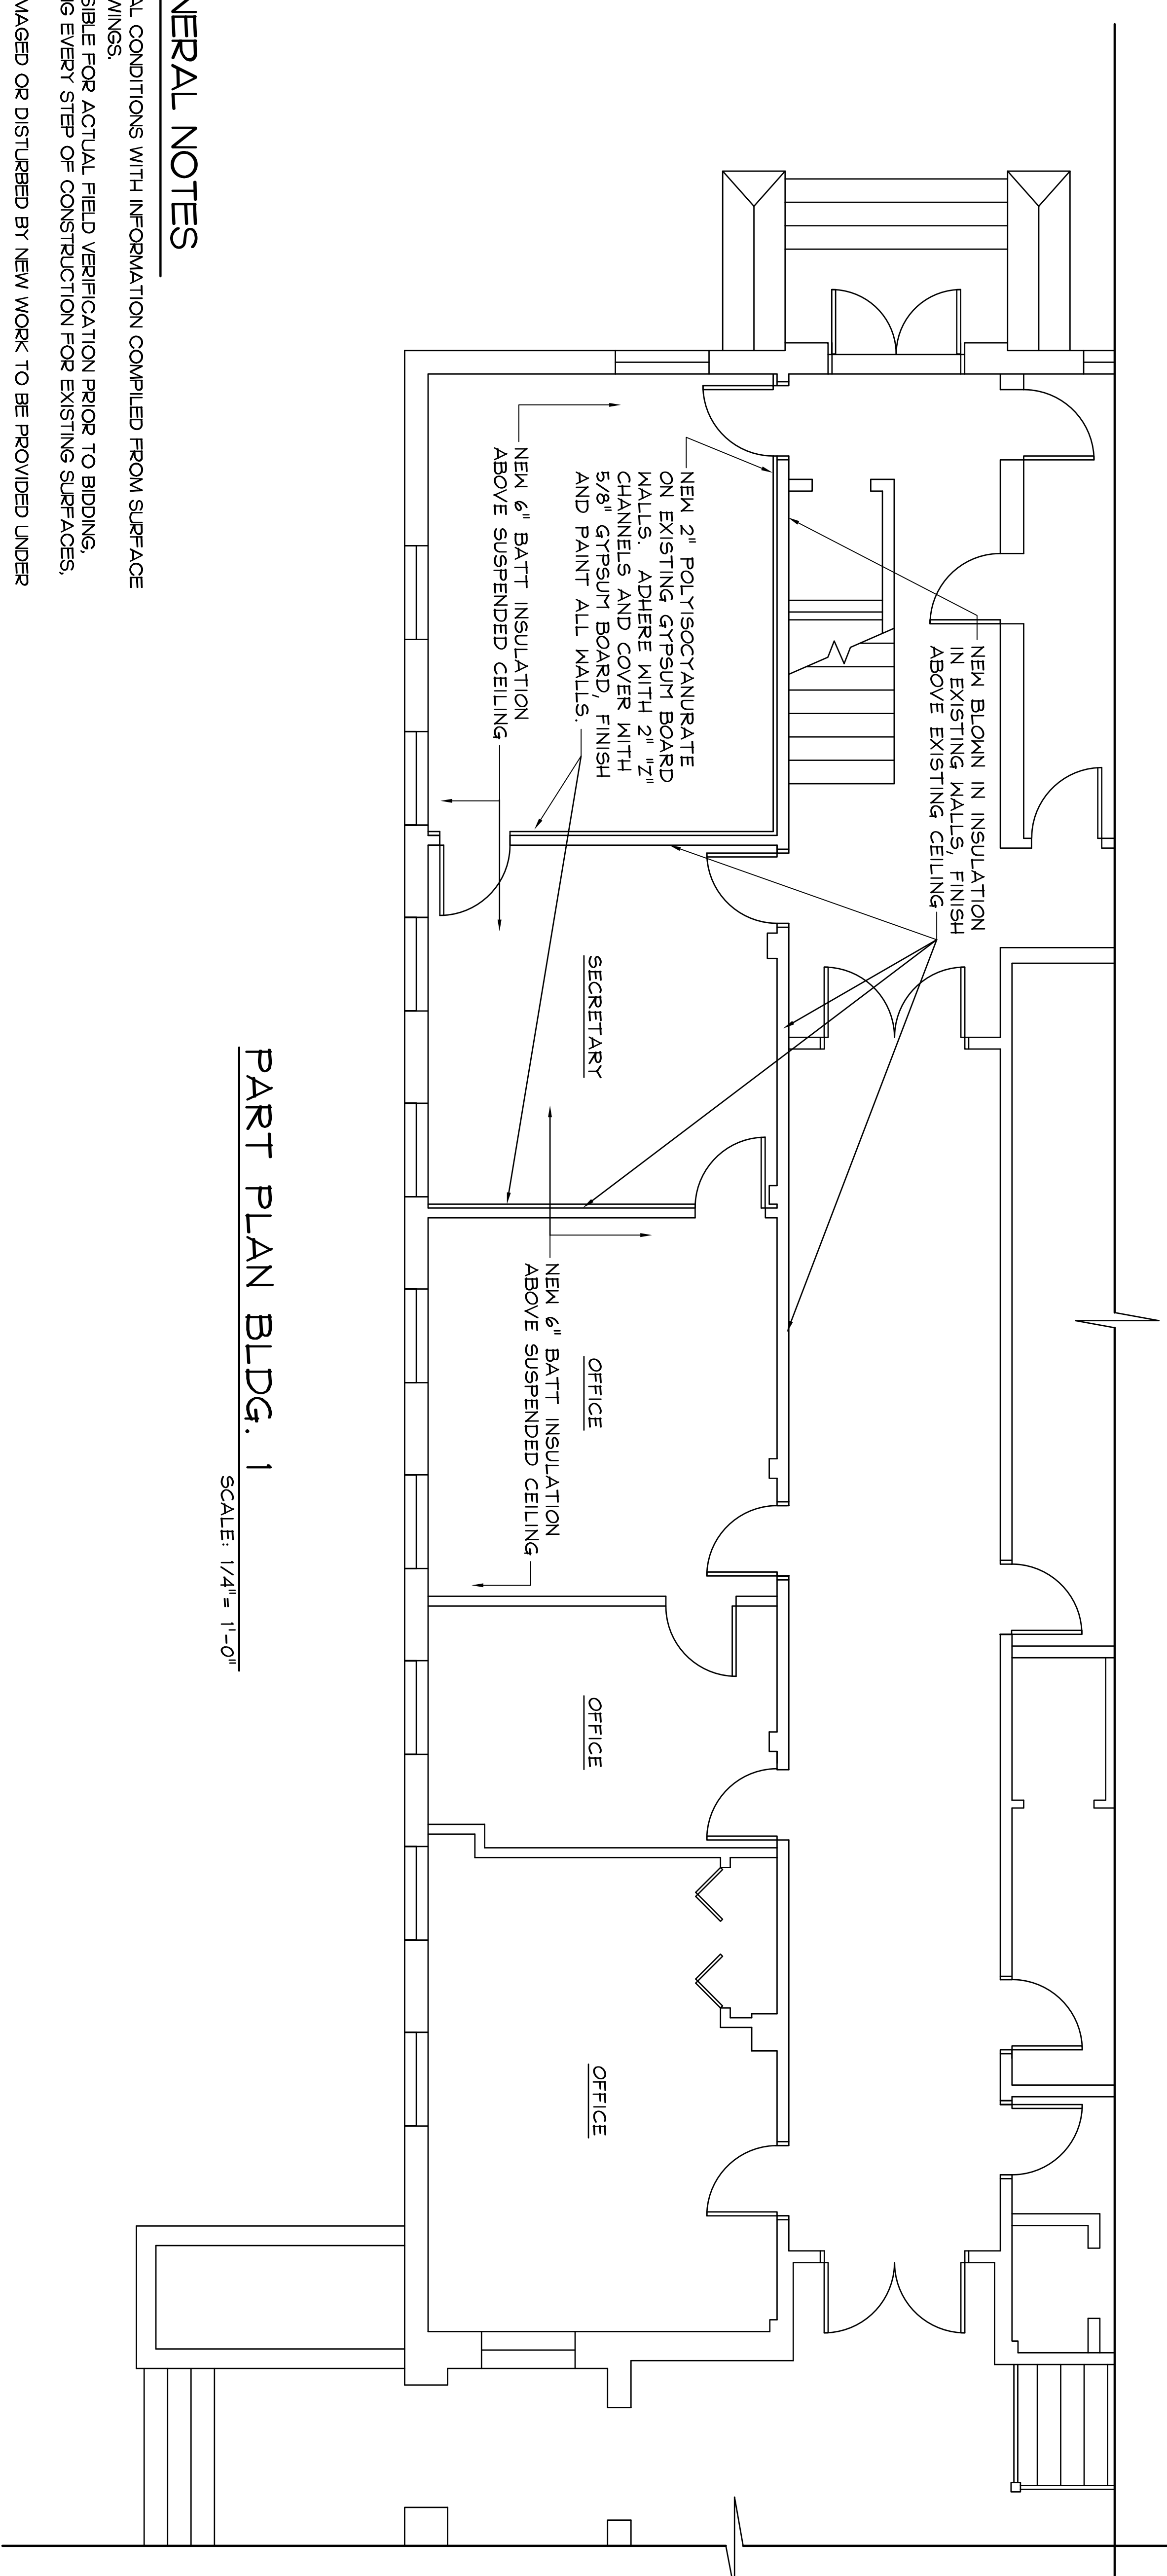 NEW BLOWN IN INSULATION
IN EXISTING WALLS, FINISH
ABOVE EXISTING CEILING
NEW 2" POLYISOCYANURATE
ON EXISTING GYPSUM BOARD
WALLS. ADHERE WITH 2" "Z"
CHANNELS AND COVER WITH
5/8" GYPSUM BOARD, FINISH
AND PAINT ALL WALLS.
NEW 6" BATT INSULATION
ABOVE SUSPENDED CEILING
SECRETARY
OFFICE
OFFICE
OFFICE
NEW 6" BATT INSULATION
ABOVE SUSPENDED CEILING
PART PLAN BLDG. 1
SCALE: 1/4"= 1'-0"
NERAL NOTES
AL CONDITIONS WITH INFORMATION COMPILED FROM SURFACE
WINGS.
SIBLE FOR ACTUAL FIELD VERIFICATION PRIOR TO BIDDING,
NG EVERY STEP OF CONSTRUCTION FOR EXISTING SURFACES,
MAGED OR DISTURBED BY NEW WORK TO BE PROVIDED UNDER